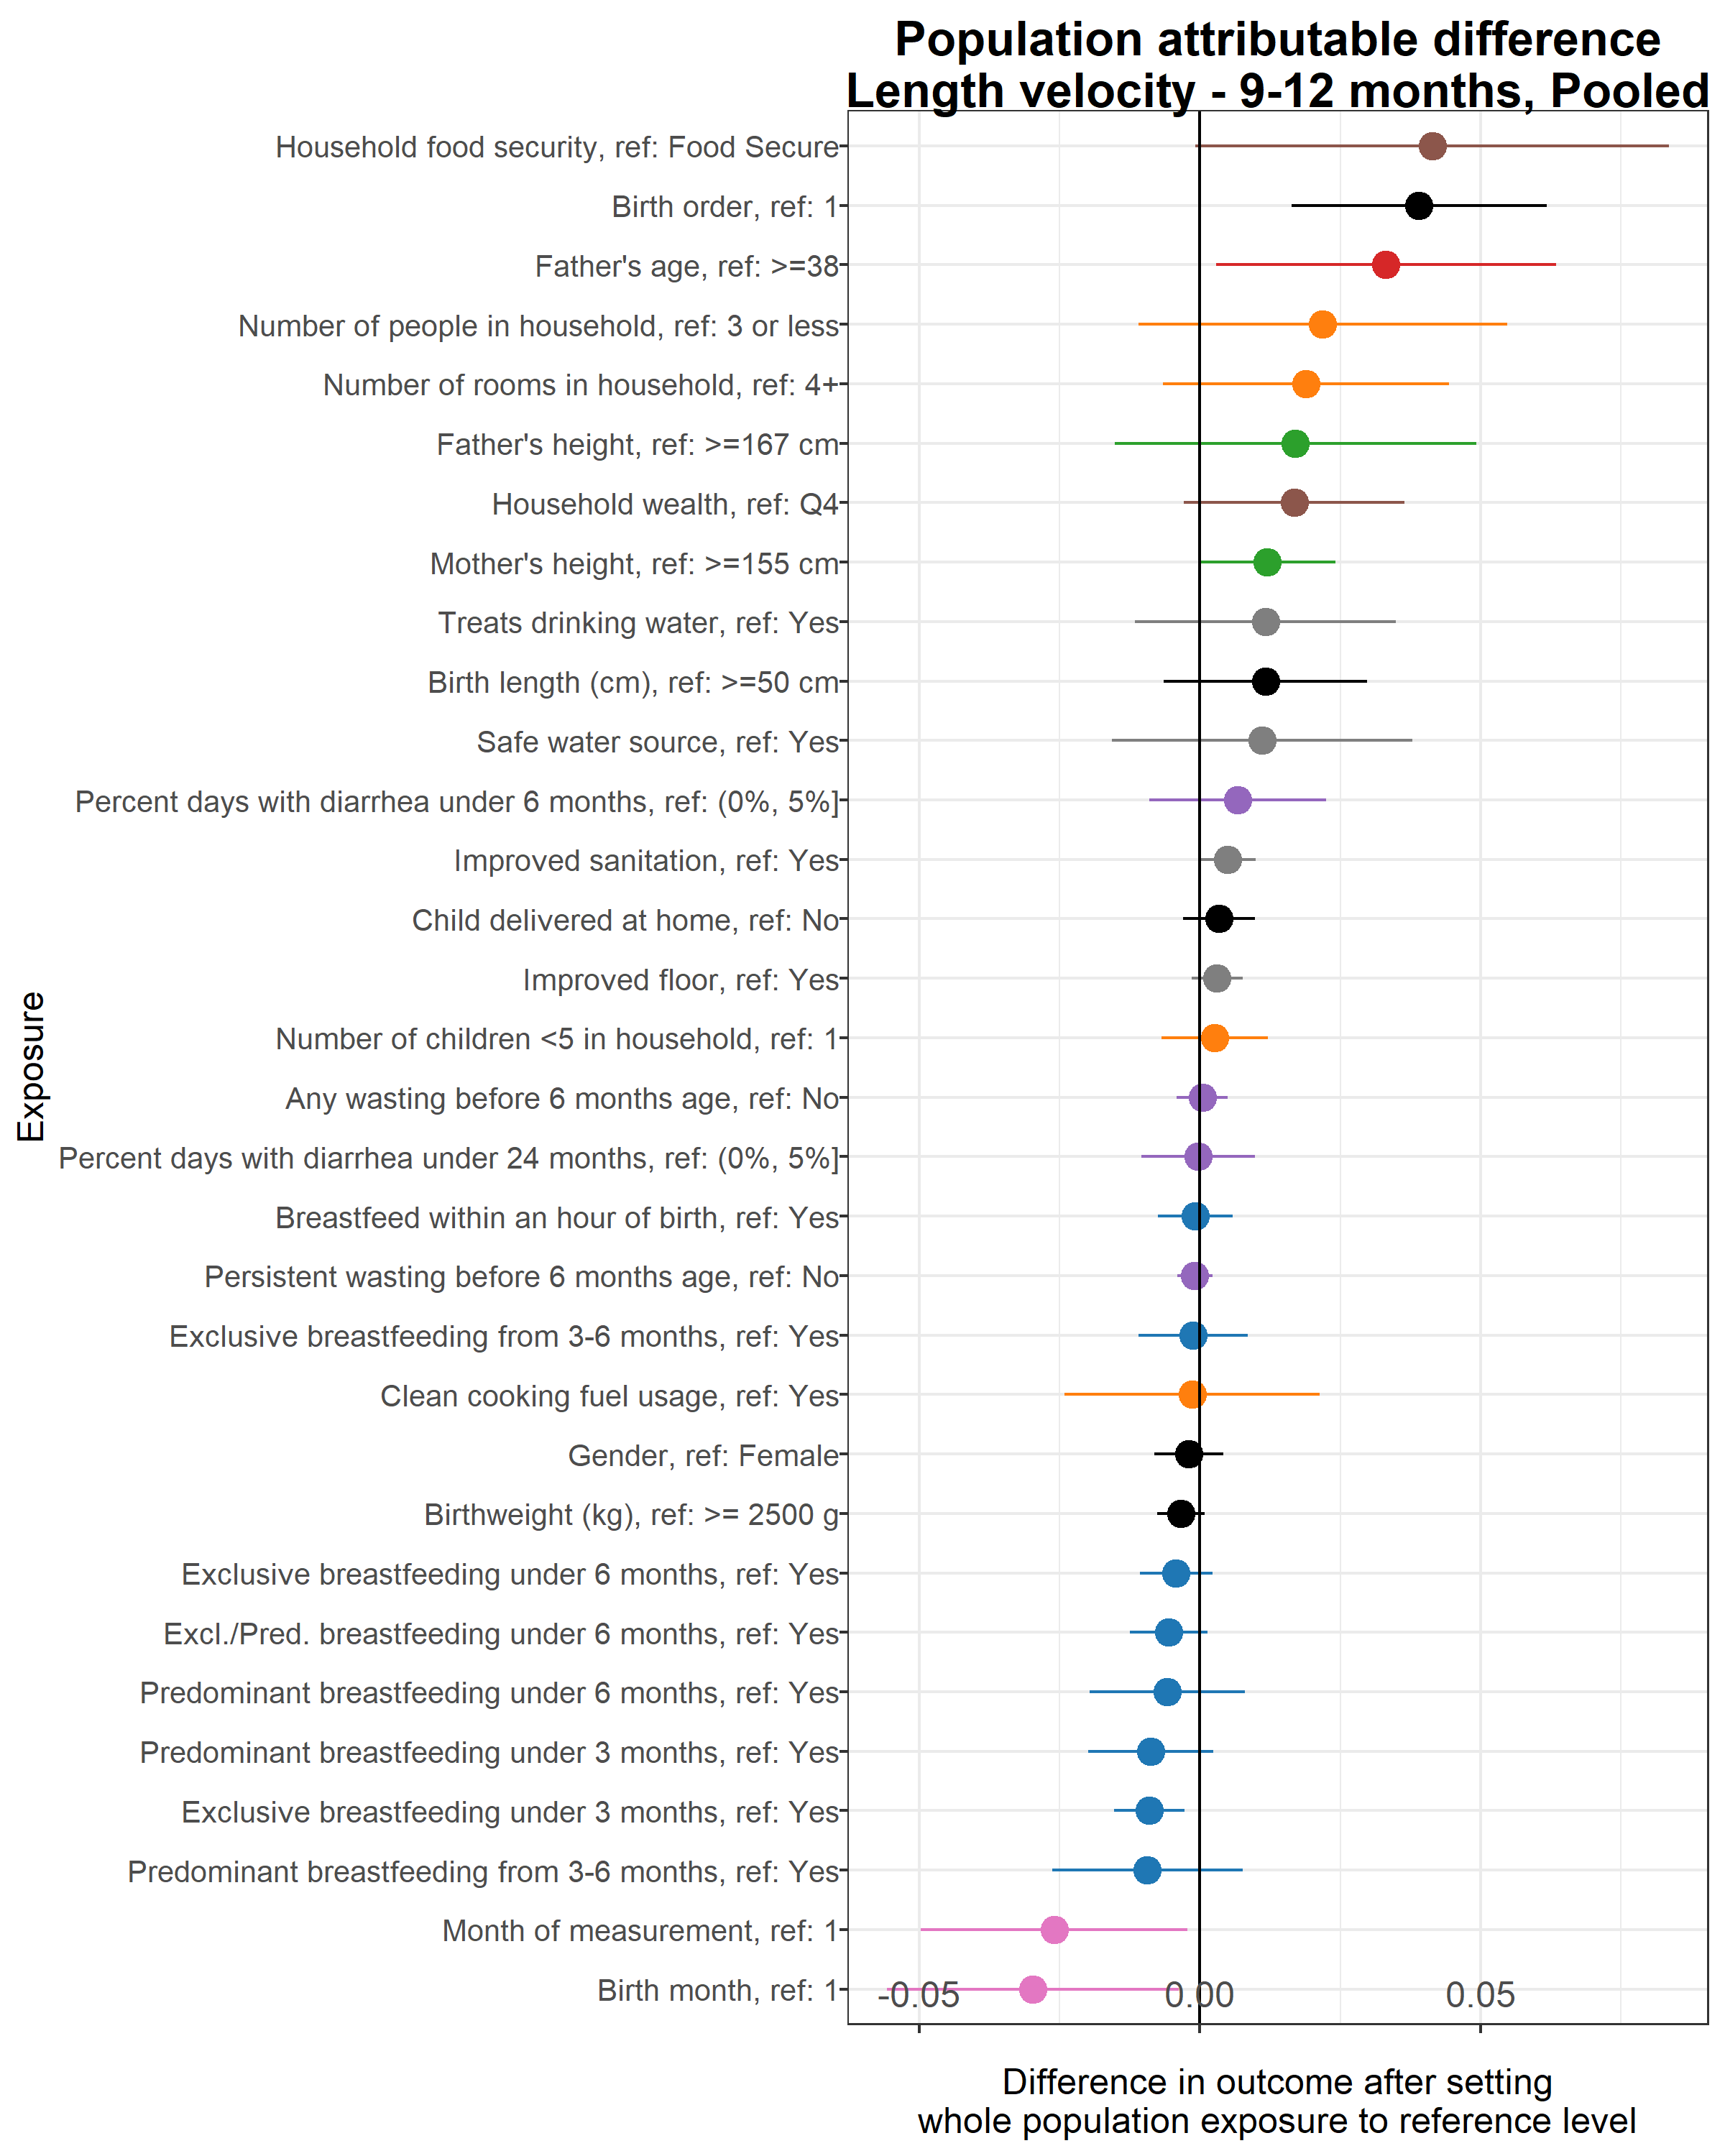 Population attributable difference
Length velocity - 9-12 months, Pooled
Household food security, ref: Food Secure
Birth order, ref: 1
Father's age, ref: >=38
Number of people in household, ref: 3 or less
Number of rooms in household, ref: 4+
Father's height, ref: >=167 cm
Household wealth, ref: Q4
Mother's height, ref: >=155 cm
Treats drinking water, ref: Yes
Birth length (cm), ref: >=50 cm
Safe water source, ref: Yes
Percent days with diarrhea under 6 months, ref: (0%, 5%]
Improved sanitation, ref: Yes
Child delivered at home, ref: No
Improved floor, ref: Yes
Number of children <5 in household, ref: 1
Any wasting before 6 months age, ref: No
Percent days with diarrhea under 24 months, ref: (0%, 5%]
Breastfeed within an hour of birth, ref: Yes
Persistent wasting before 6 months age, ref: No
Exclusive breastfeeding from 3-6 months, ref: Yes
Clean cooking fuel usage, ref: Yes
Gender, ref: Female
Birthweight (kg), ref: >= 2500 g
Exclusive breastfeeding under 6 months, ref: Yes
Excl./Pred. breastfeeding under 6 months, ref: Yes
Predominant breastfeeding under 6 months, ref: Yes
Predominant breastfeeding under 3 months, ref: Yes
Exclusive breastfeeding under 3 months, ref: Yes
Predominant breastfeeding from 3-6 months, ref: Yes
Month of measurement, ref: 1
Birth month, ref: 1
Exposure
-0.05 0.00 0.05
Difference in outcome after setting
whole population exposure to reference level